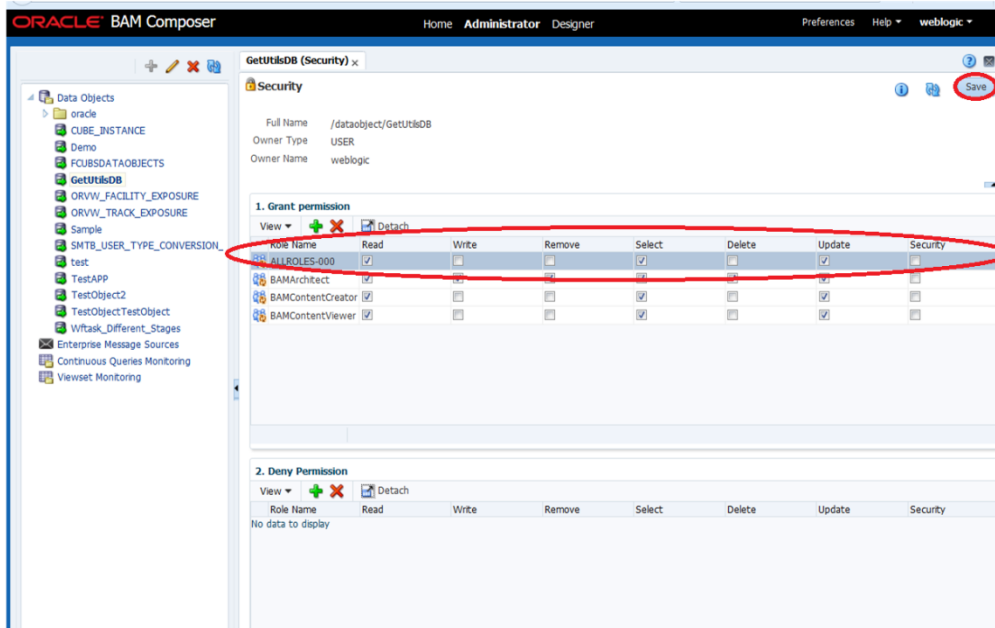 ORACLE BAM Composer Home Administrator Designer Preferences Help weblogic
GetUtilsDB (Security)
Security Save
Full Name /dataobject/GetUtilsDB
Owner Type USER
Owner Name weblogic
Data Objects
oracle
CUBE_INSTANCE
Demo
FCUBSDATAOBJECTS
GetUtilsDB
ORVW_FACILITY_EXPOSURE
ORVW_TRACK_EXPOSURE
Sample
SMTB_USER_TYPE_CONVERSION_
test
TestAPP
TestObject2
TestObjectTestObject
Wftask_Different_Stages
Enterprise Message Sources
Continuous Queries Monitoring
Viewset Monitoring
1. Grant permission
View Detach
Role Name Read Write Remove Select Delete Update Security
ALLROLES-000
BAMArchitect
BAMContentCreator
BAMContentViewer
2. Deny Permission
View Detach
Role Name Read Write Remove Select Delete Update Security
No data to display